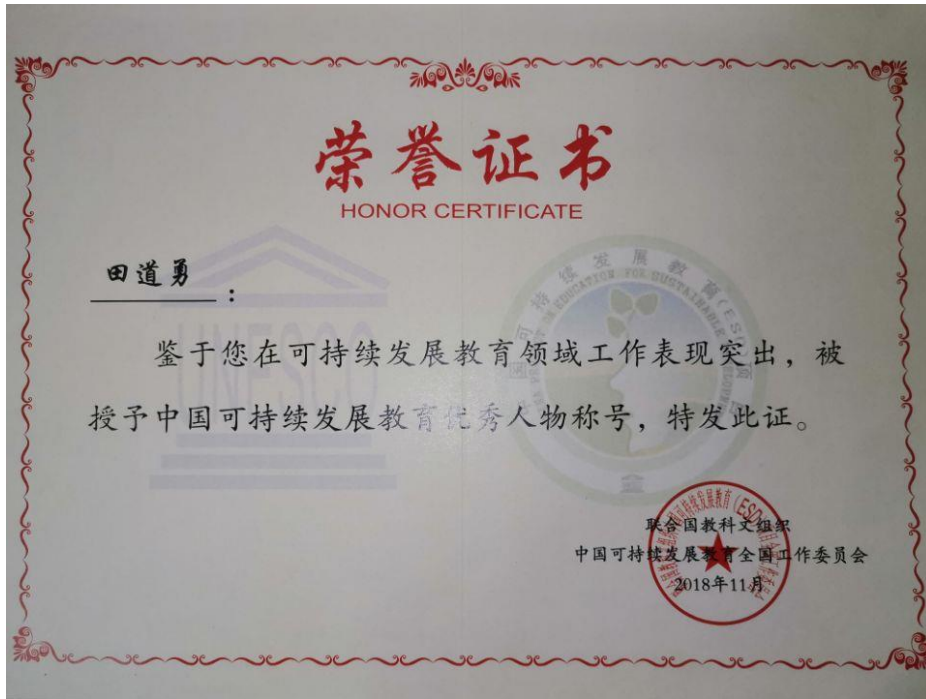 荣誉证书
HONOR CERTIFICATE
田道勇：
鉴于您在可持续发展教育领域工作表现突出，被
授予中国可持续发展教育优秀人物称号，特发此证。
UNESCO
联合国教科文组织
中国可持续发展教育全国工作委员会
2018年11月